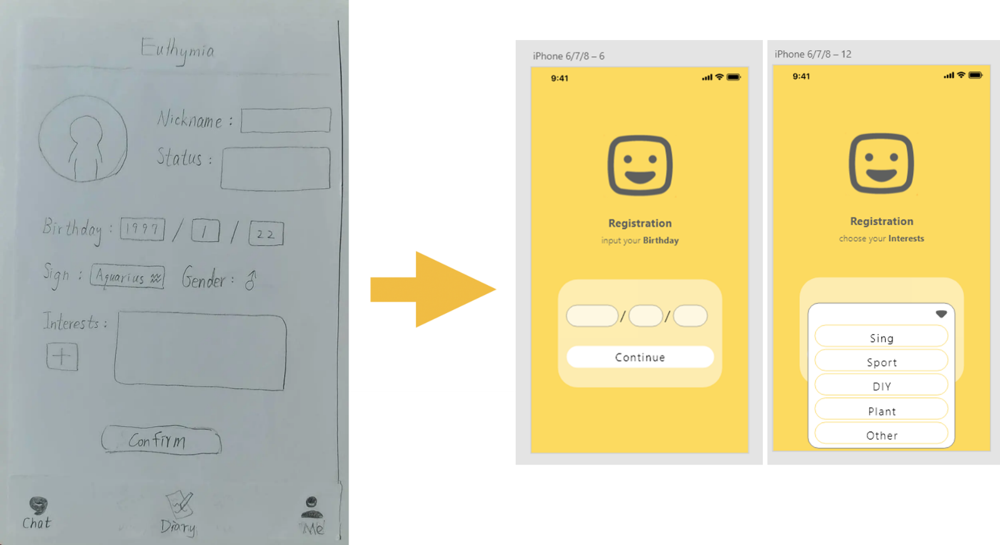 Euthymia
Nickname :
Status :
Birthday : 1997 / 1 / 22
Sign : Aquarius ♒ Gender : ♂
Interests :
+
Confirm
Chat
Diary
Me
iPhone 6/7/8 – 6
9:41
Registration
input your Birthday
/ /
Continue
iPhone 6/7/8 – 12
9:41
Registration
choose your Interests
Sing
Sport
DIY
Plant
Other